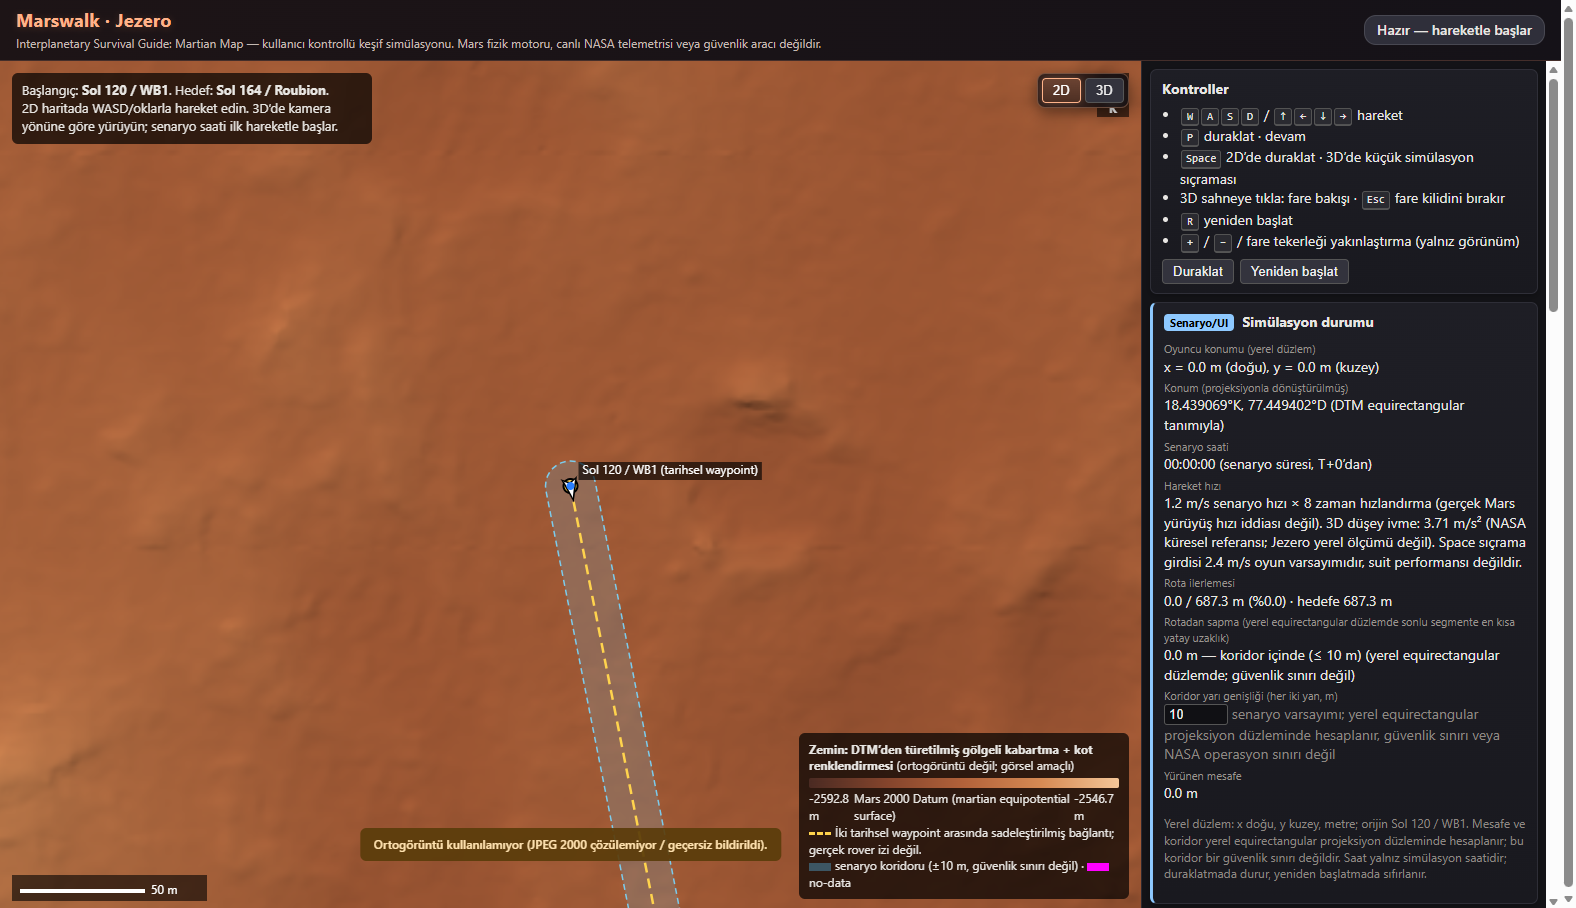 Marswalk · Jezero
Interplanetary Survival Guide: Martian Map — kullanıcı kontrollü keşif simülasyonu. Mars fizik motoru, canlı NASA telemetrisi veya güvenlik aracı değildir.
Hazır — hareketle başlar
Başlangıç: Sol 120 / WB1. Hedef: Sol 164 / Roubion.
2D haritada WASD/oklarla hareket edin. 3D'de kamera
yönüne göre yürüyün; senaryo saati ilk hareketle başlar.
2D 3D
K
Sol 120 / WB1 (tarihsel waypoint)
Zemin: DTM'den türetilmiş gölgeli kabartma + kot
renklendirmesi (ortogörüntü değil; görsel amaçlı)
-2592.8 Mars 2000 Datum (martian equipotential -2546.7
m surface) m
İki tarihsel waypoint arasında sadeleştirilmiş bağlantı;
gerçek rover izi değil.
senaryo koridoru (±10 m, güvenlik sınırı değil) ·
no-data
Ortogörüntü kullanılamıyor (JPEG 2000 çözülemiyor / geçersiz bildirildi).
50 m
Kontroller
W A S D / ↑ ← ↓ → hareket
P duraklat · devam
Space 2D'de duraklat · 3D'de küçük simülasyon
sıçraması
3D sahneye tıkla: fare bakışı · Esc fare kilidini bırakır
R yeniden başlat
+ / − / fare tekerleği yakınlaştırma (yalnız görünüm)
Duraklat Yeniden başlat
Senaryo/UI Simülasyon durumu
Oyuncu konumu (yerel düzlem)
x = 0.0 m (doğu), y = 0.0 m (kuzey)
Konum (projeksiyonla dönüştürülmüş)
18.439069°K, 77.449402°D (DTM equirectangular
tanımıyla)
Senaryo saati
00:00:00 (senaryo süresi, T+0'dan)
Hareket hızı
1.2 m/s senaryo hızı × 8 zaman hızlandırma (gerçek Mars
yürüyüş hızı iddiası değil). 3D düşey ivme: 3.71 m/s² (NASA
küresel referansı; Jezero yerel ölçümü değil). Space sıçrama
girdisi 2.4 m/s oyun varsayımıdır, suit performansı değildir.
Rota ilerlemesi
0.0 / 687.3 m (%0.0) · hedefe 687.3 m
Rotadan sapma (yerel equirectangular düzlemde sonlu segmente en kısa
yatay uzaklık)
0.0 m — koridor içinde (≤ 10 m) (yerel equirectangular
düzlemde; güvenlik sınırı değil)
Koridor yarı genişliği (her iki yan, m)
10 senaryo varsayımı; yerel equirectangular
projeksiyon düzleminde hesaplanır, güvenlik sınırı veya
NASA operasyon sınırı değil
Yürünen mesafe
0.0 m
Yerel düzlem: x doğu, y kuzey, metre; orijin Sol 120 / WB1. Mesafe ve
koridor yerel equirectangular projeksiyon düzleminde hesaplanır; bu
koridor bir güvenlik sınırı değildir. Saat yalnız simülasyon saatidir;
duraklatmada durur, yeniden başlatmada sıfırlanır.